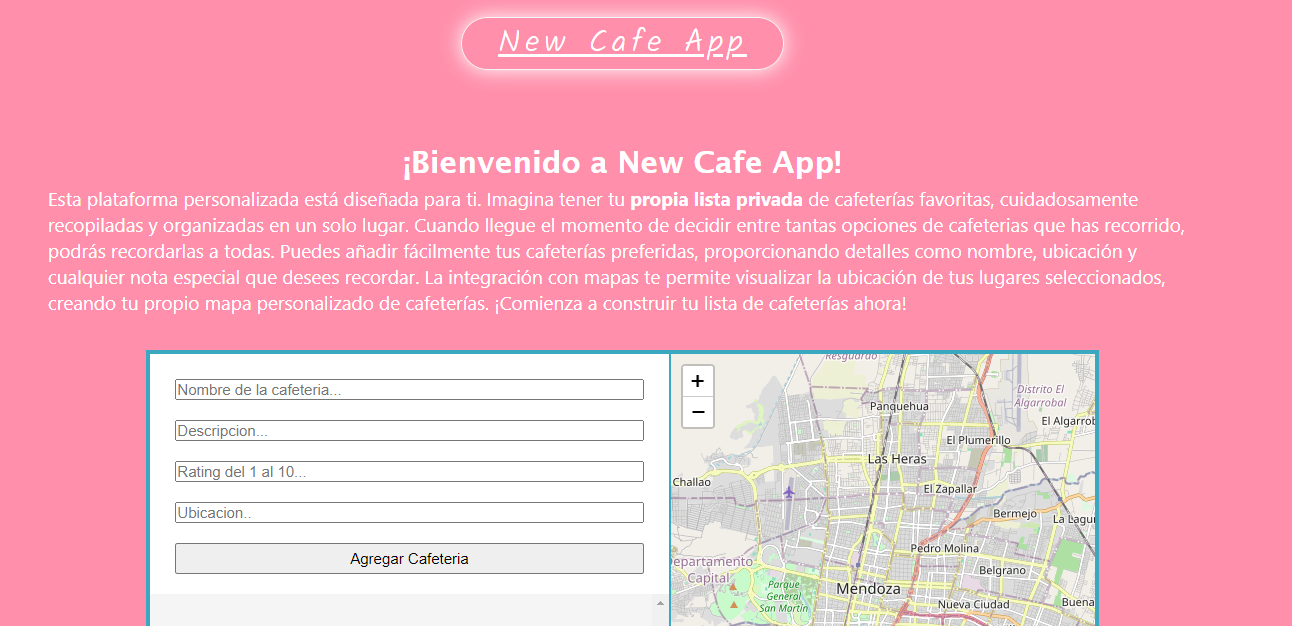 New Cafe App
¡Bienvenido a New Cafe App!
Esta plataforma personalizada está diseñada para ti. Imagina tener tu propia lista privada de cafeterías favoritas, cuidadosamente
recopiladas y organizadas en un solo lugar. Cuando llegue el momento de decidir entre tantas opciones de cafeterias que has recorrido,
podrás recordarlas a todas. Puedes añadir fácilmente tus cafeterías preferidas, proporcionando detalles como nombre, ubicación y
cualquier nota especial que desees recordar. La integración con mapas te permite visualizar la ubicación de tus lugares seleccionados,
creando tu propio mapa personalizado de cafeterías. ¡Comienza a construir tu lista de cafeterías ahora!
Nombre de la cafeteria...
Descripcion...
Rating del 1 al 10...
Ubicacion..
Agregar Cafeteria
+
−
Resguardo
Distrito El
Algarrobal
Panquehua
El Algarrob
El Plumerillo
Las Heras
Challao
El Zapallar
Bermejo
La Lagu
Pedro Molina
epartamento
Capital
Belgrano
Parque
General
San Martín
Mendoza
Nueva Ciudad
Buena